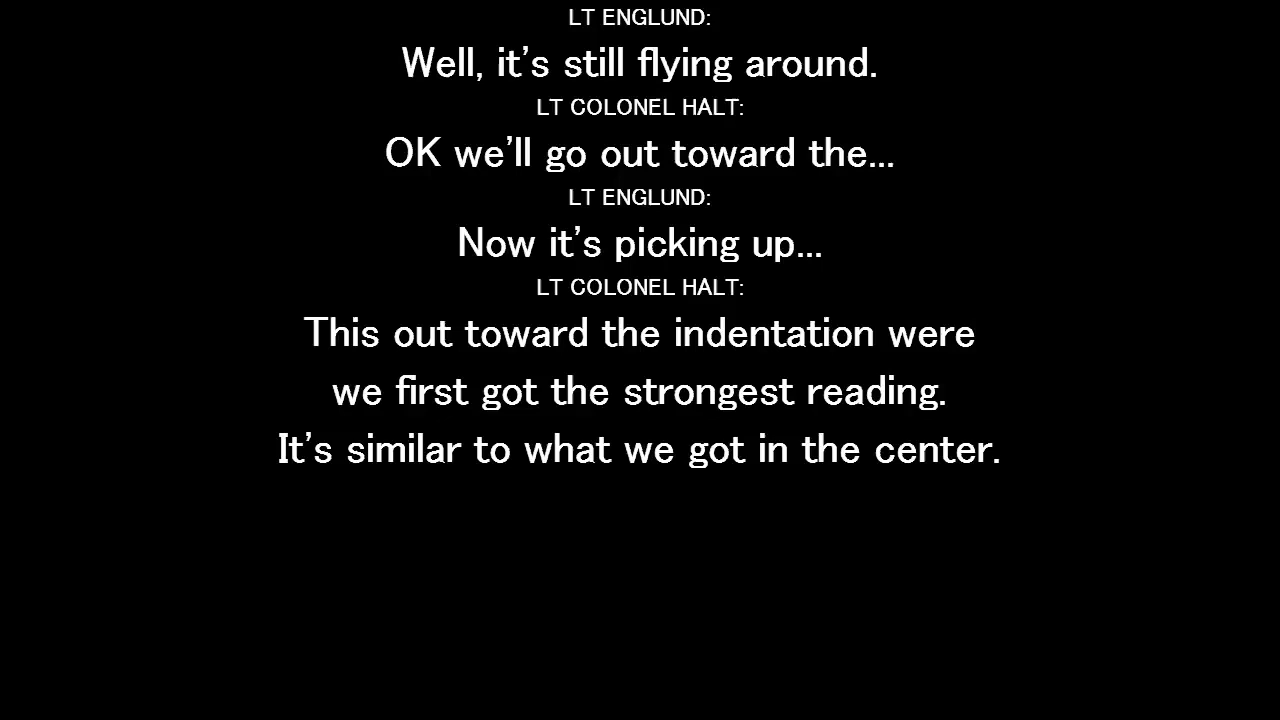 LT ENGLUND:
Well, it's still flying around.
LT COLONEL HALT:
OK we'll go out toward the...
LT ENGLUND:
Now it's picking up...
LT COLONEL HALT:
This out toward the indentation were
we first got the strongest reading.
It's similar to what we got in the center.